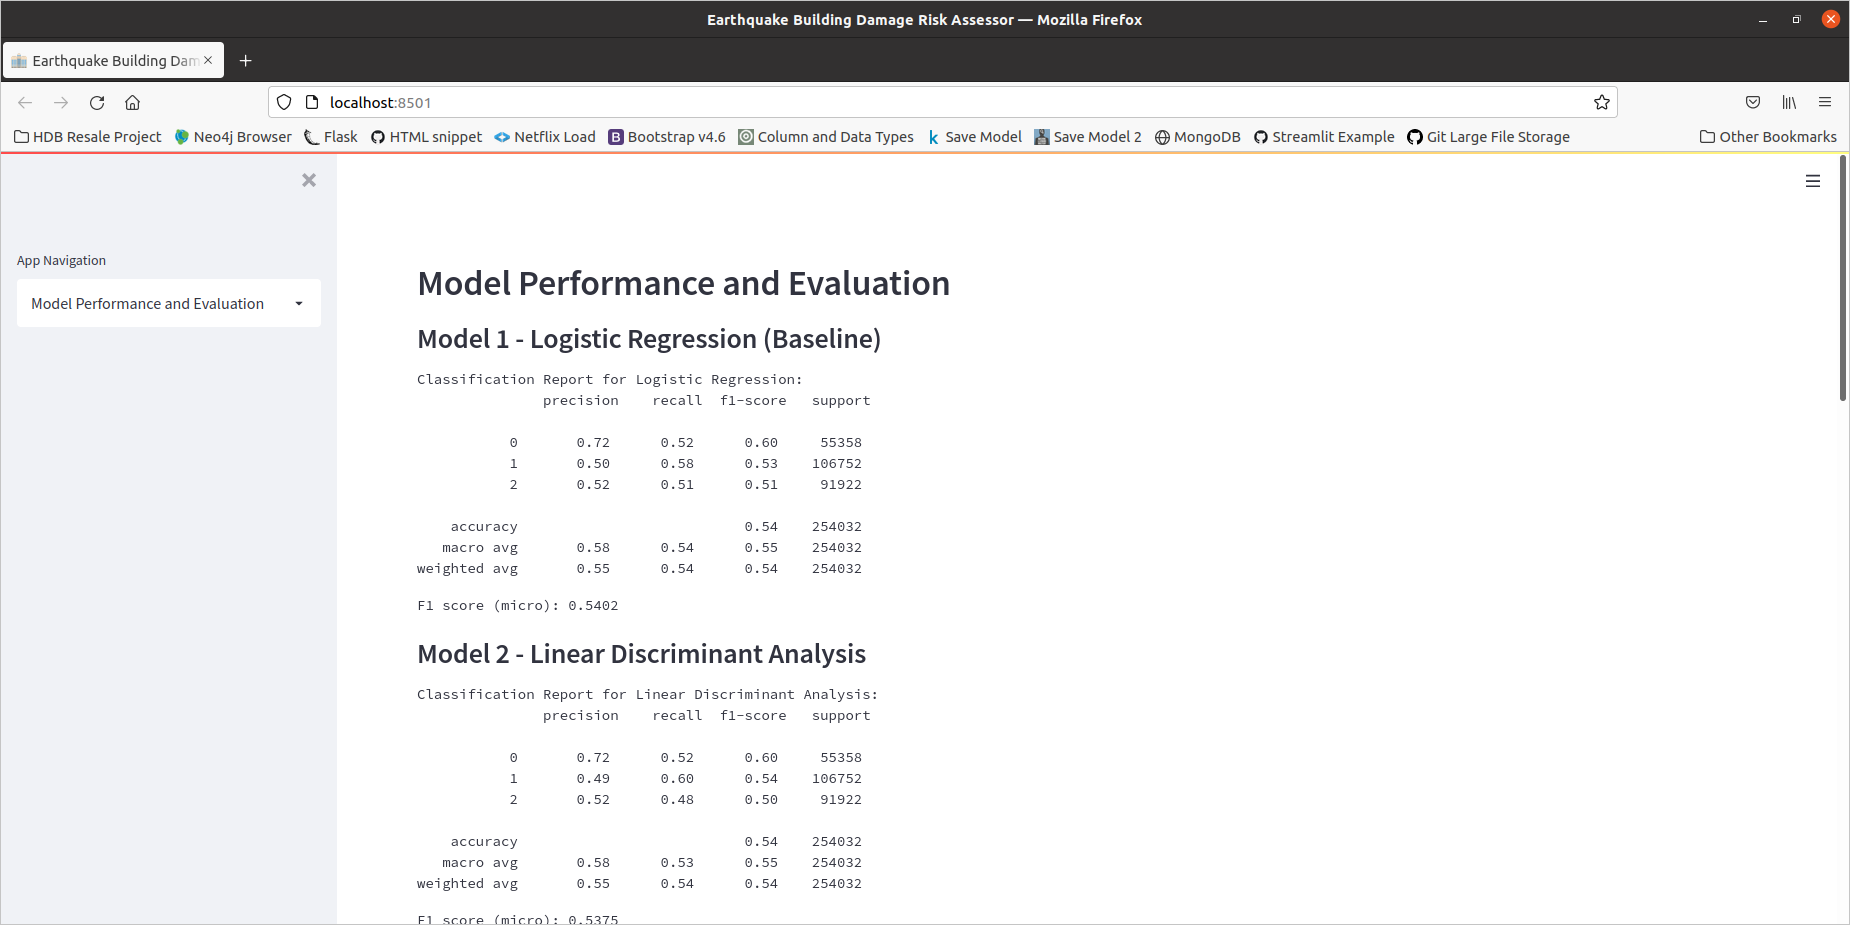 Earthquake Building Damage Risk Assessor — Mozilla Firefox
Earthquake Building Dam
localhost:8501
HDB Resale Project Neo4j Browser Flask HTML snippet Netflix Load Bootstrap v4.6 Column and Data Types Save Model Save Model 2 MongoDB Streamlit Example Git Large File Storage Other Bookmarks
App Navigation
Model Performance and Evaluation
Model Performance and Evaluation
Model 1 - Logistic Regression (Baseline)
Classification Report for Logistic Regression:
precision recall f1-score support
0 0.72 0.52 0.60 55358
1 0.50 0.58 0.53 106752
2 0.52 0.51 0.51 91922
accuracy 0.54 254032
macro avg 0.58 0.54 0.55 254032
weighted avg 0.55 0.54 0.54 254032
F1 score (micro): 0.5402
Model 2 - Linear Discriminant Analysis
Classification Report for Linear Discriminant Analysis:
precision recall f1-score support
0 0.72 0.52 0.60 55358
1 0.49 0.60 0.54 106752
2 0.52 0.48 0.50 91922
accuracy 0.54 254032
macro avg 0.58 0.53 0.55 254032
weighted avg 0.55 0.54 0.54 254032
F1 score (micro): 0.5375